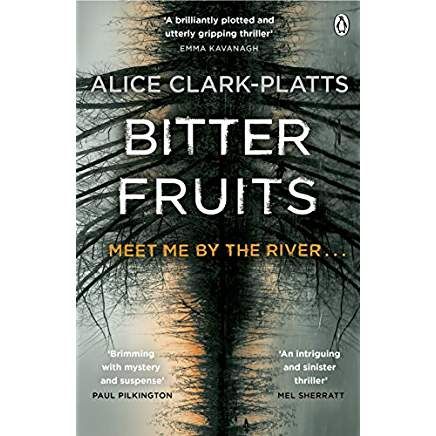 'A brilliantly plotted and
utterly gripping thriller'
EMMA KAVANAGH
ALICE CLARK-PLATTS
BITTER
FRUITS
MEET ME BY THE RIVER...
'Brimming
with mystery
and suspense'
PAUL PILKINGTON
'An intriguing
and sinister
thriller'
MEL SHERRATT